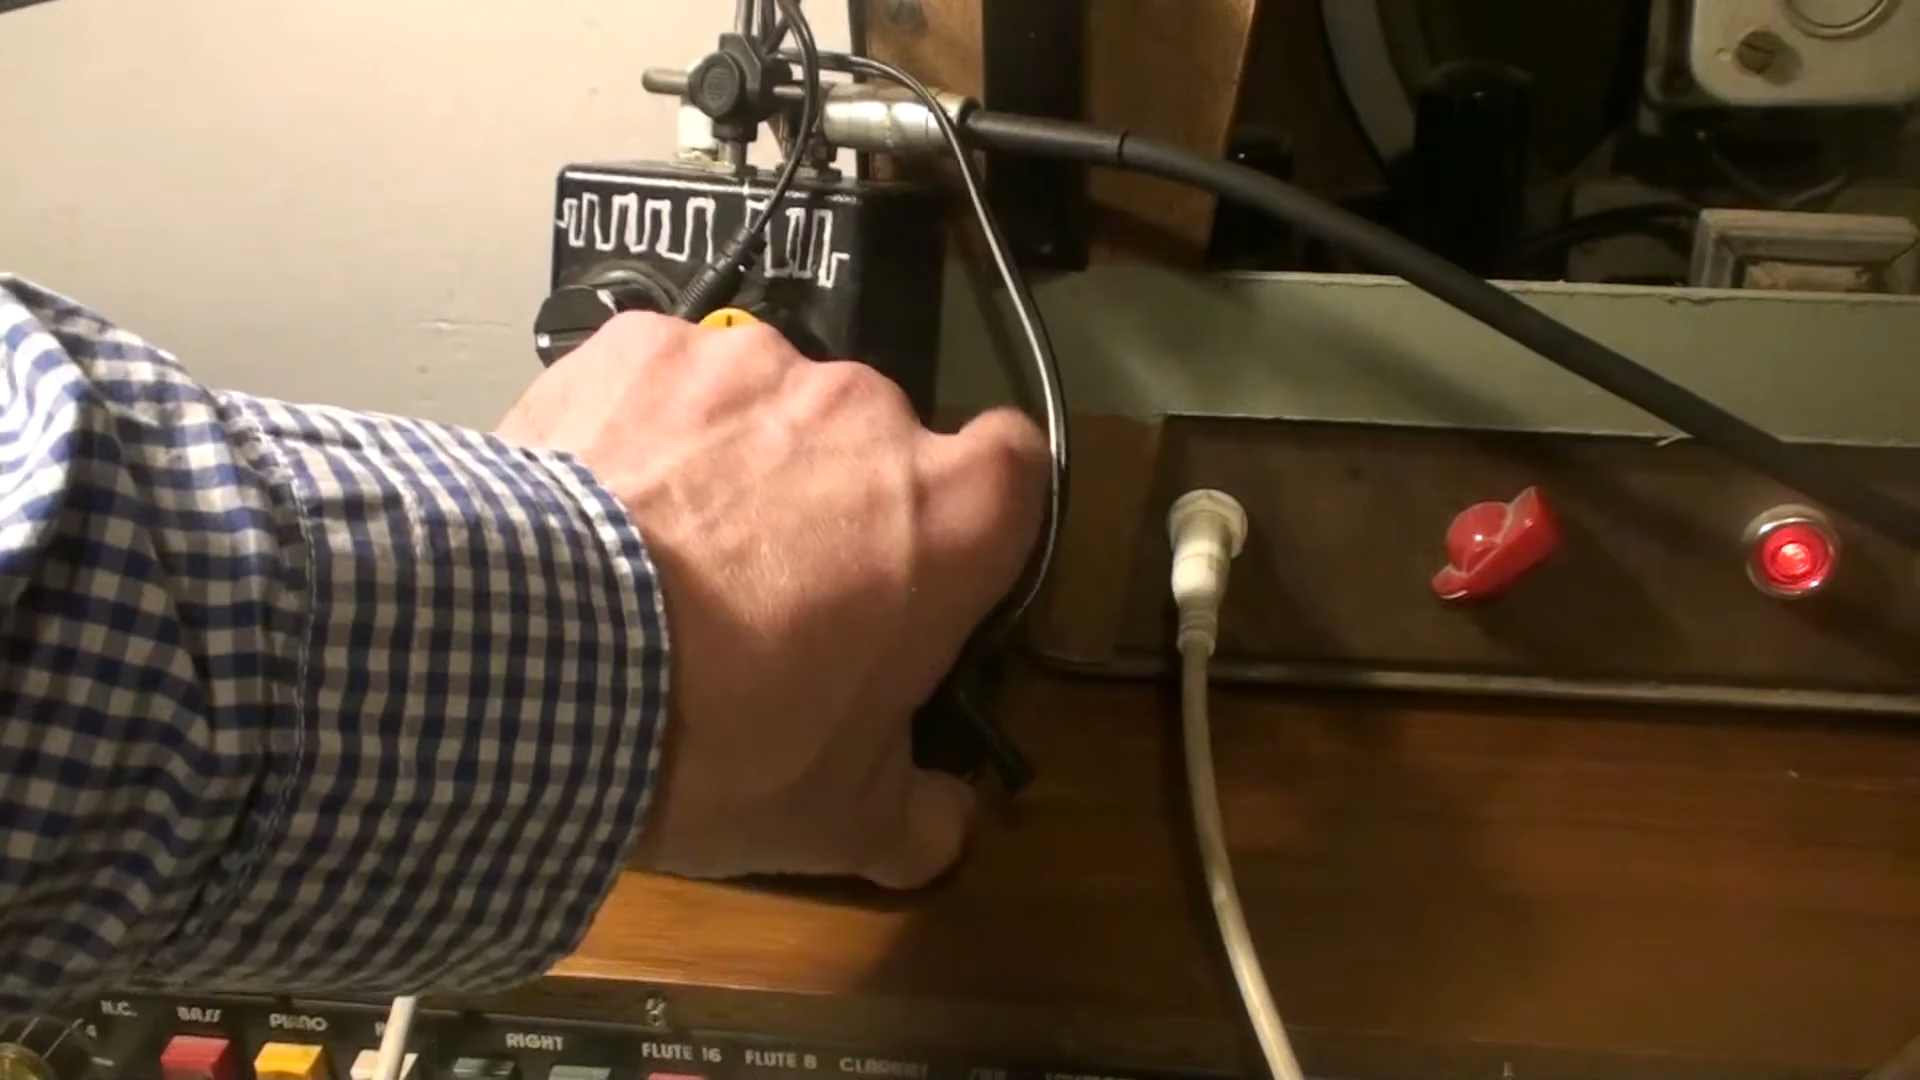 BASS
PIANO
RIGHT
FLUTE 16
FLUTE 8
CLARINET